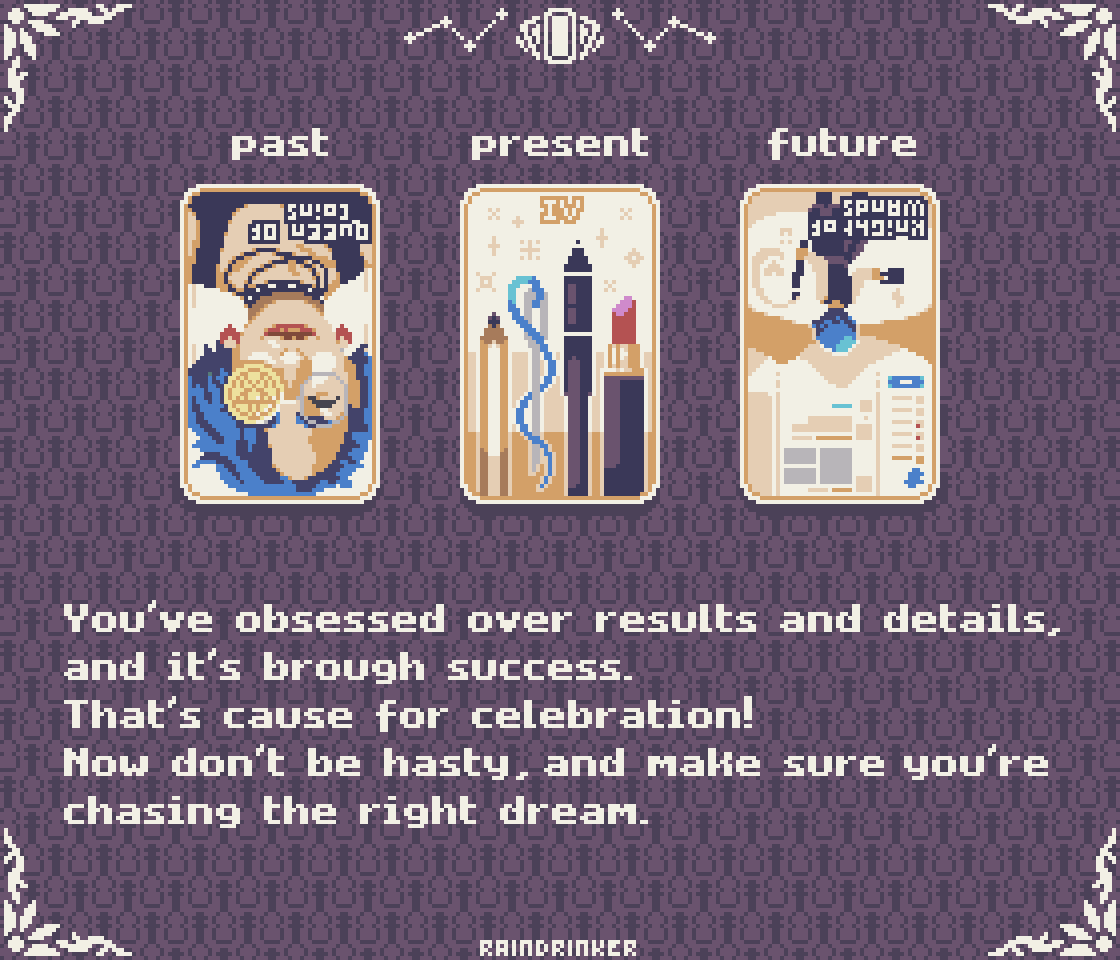 past present future
Queen of
Coins
IV
Knight of
Wands
You've obsessed over results and details,
and it's brough success.
That's cause for celebration!
Now don't be hasty, and make sure you're
chasing the right dream.
RAINDRINKER